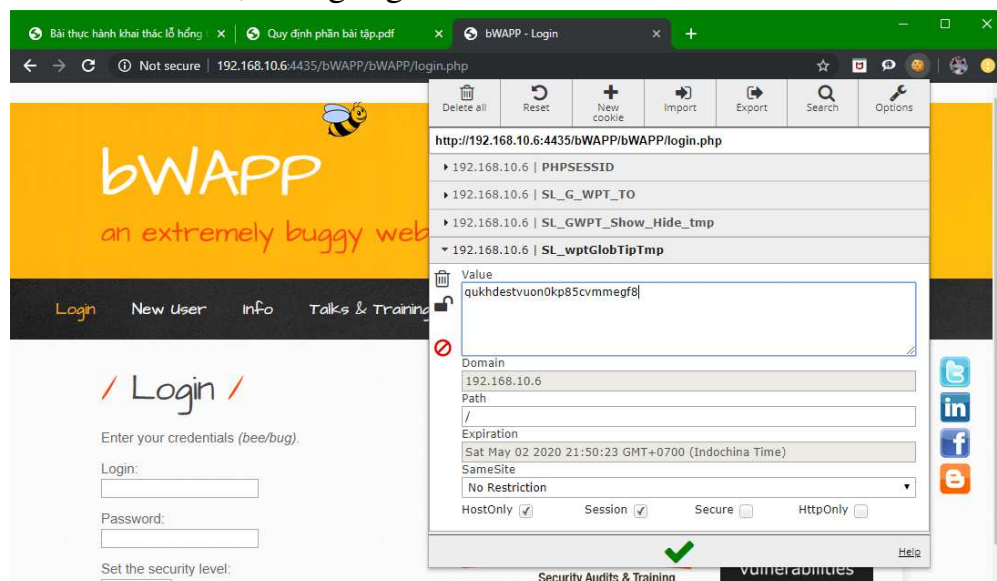 Bài thực hành khai thác lỗ hổng
Quy định phần bài tập.pdf
bWAPP - Login
Not secure | 192.168.10.6:4435/bWAPP/bWAPP/login.php
Delete all
Reset
New cookie
Import
Export
Search
Options
http://192.168.10.6:4435/bWAPP/bWAPP/login.php
192.168.10.6 | PHPSESSID
192.168.10.6 | SL_G_WPT_TO
192.168.10.6 | SL_GWPT_Show_Hide_tmp
192.168.10.6 | SL_wptGlobTipTmp
Value
qukhdestvuon0kp85cvmmegf8
Domain
192.168.10.6
Path
/
Expiration
Sat May 02 2020 21:50:23 GMT+0700 (Indochina Time)
SameSite
No Restriction
HostOnly Session Secure HttpOnly
Help
bWAPP
an extremely buggy web
Login New User Info Talks & Training
/ Login /
Enter your credentials (bee/bug).
Login:
Password:
Set the security level:
Security Audits & Training
vulnerabilities